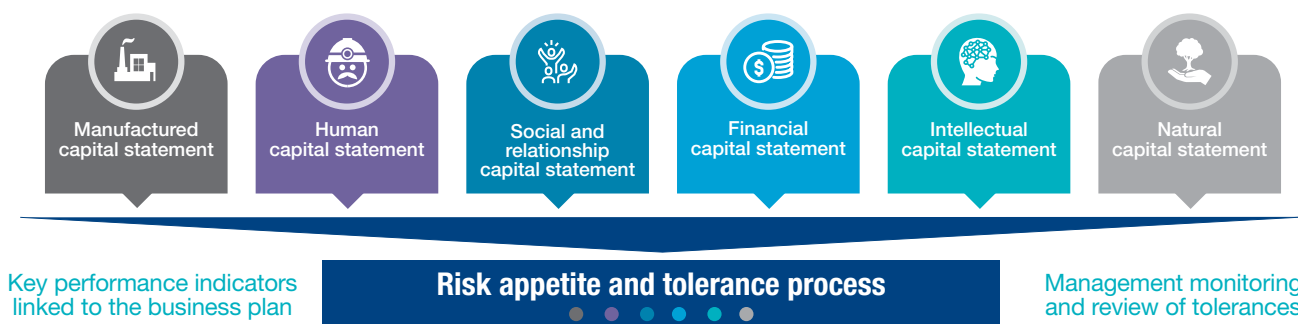 Manufactured
capital statement
Human
capital statement
Social and
relationship
capital statement
Financial
capital statement
Intellectual
capital statement
Natural
capital statement
Key performance indicators
linked to the business plan
Risk appetite and tolerance process
Management monitoring
and review of tolerances
$